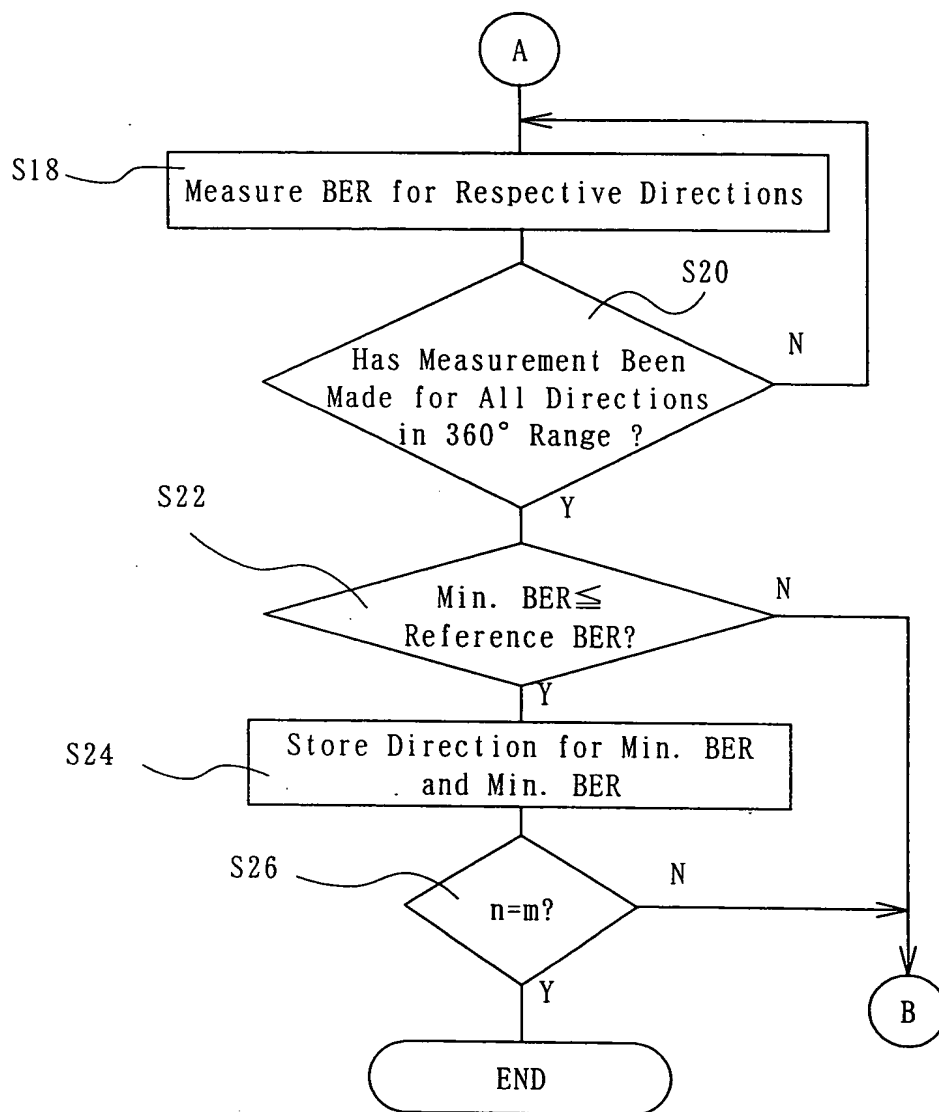 A
S18
Measure BER for Respective Directions
S20
Has Measurement Been
Made for All Directions
in 360° Range ?
N
Y
S22
Min. BER≦
Reference BER?
N
Y
S24
Store Direction for Min. BER
and Min. BER
S26
n=m?
N
Y
B
END